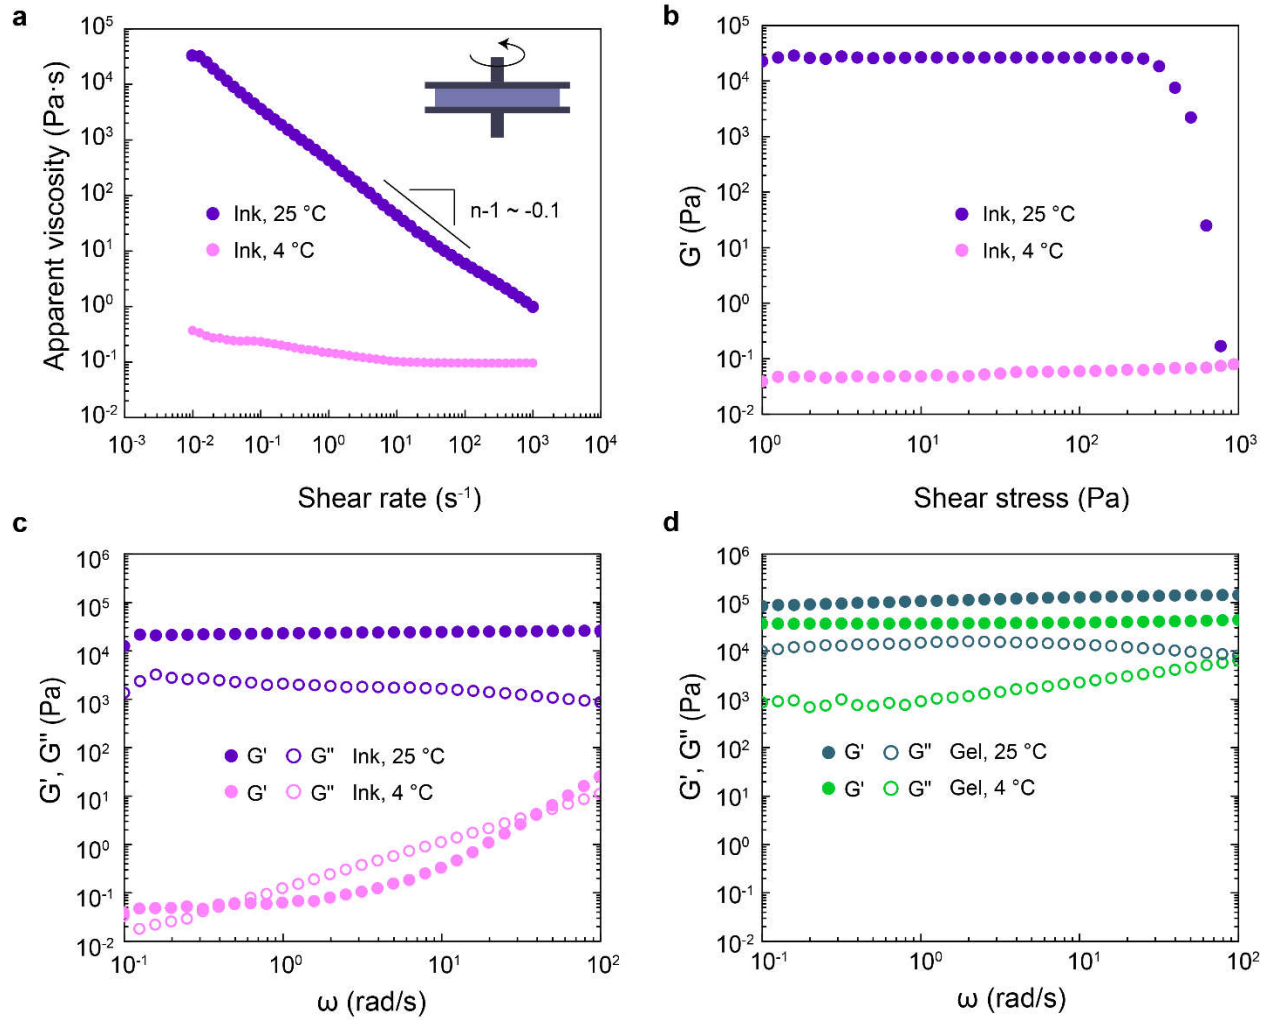 a
Apparent viscosity (Pa·s)
10⁵
10⁴
10³
10²
10¹
10⁰
10⁻¹
10⁻²
Ink, 25 °C
Ink, 4 °C
n-1 ~ -0.1
10⁻³ 10⁻² 10⁻¹ 10⁰ 10¹ 10² 10³ 10⁴
Shear rate (s⁻¹)
b
G' (Pa)
10⁵
10⁴
10³
10²
10¹
10⁰
10⁻¹
10⁻²
Ink, 25 °C
Ink, 4 °C
10⁰ 10¹ 10² 10³
Shear stress (Pa)
c
G', G'' (Pa)
10⁶
10⁵
10⁴
10³
10²
10¹
10⁰
10⁻¹
10⁻²
G' G'' Ink, 25 °C
G' G'' Ink, 4 °C
10⁻¹ 10⁰ 10¹ 10²
ω (rad/s)
d
G', G'' (Pa)
10⁶
10⁵
10⁴
10³
10²
10¹
10⁰
10⁻¹
10⁻²
G' G'' Gel, 25 °C
G' G'' Gel, 4 °C
10⁻¹ 10⁰ 10¹ 10²
ω (rad/s)